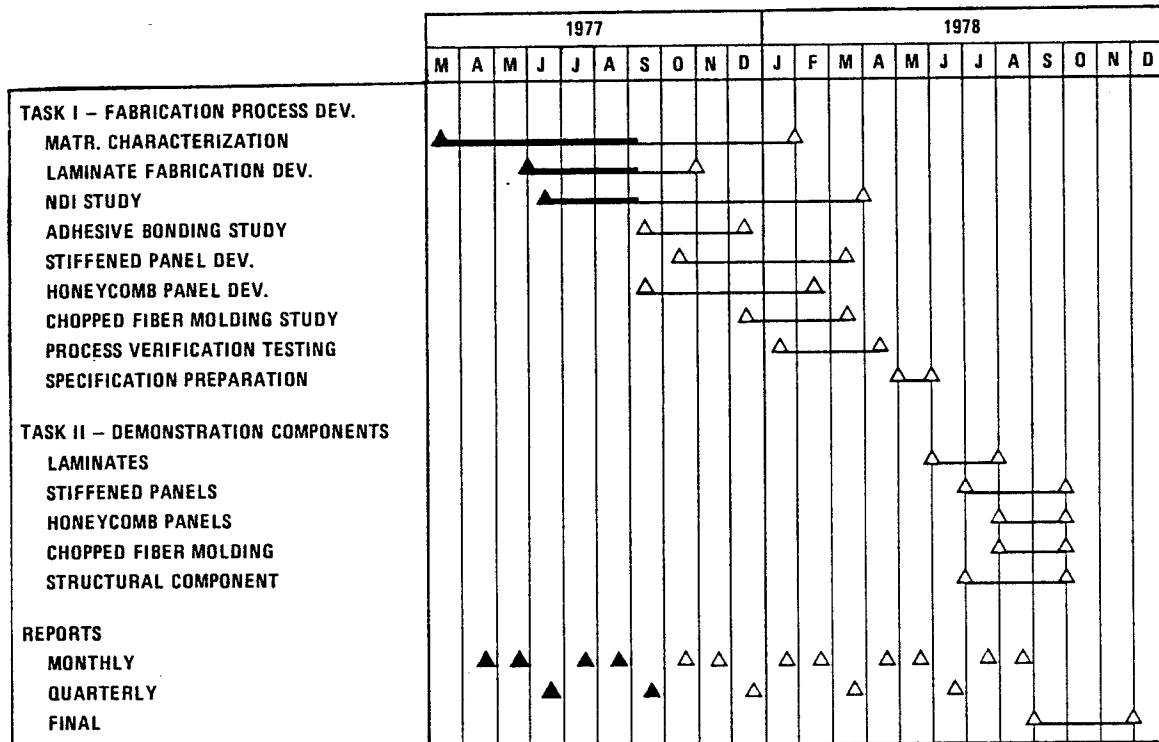 1977 1978
M A M J J A S O N D J F M A M J J A S O N D
TASK I – FABRICATION PROCESS DEV.
MATR. CHARACTERIZATION
LAMINATE FABRICATION DEV.
NDI STUDY
ADHESIVE BONDING STUDY
STIFFENED PANEL DEV.
HONEYCOMB PANEL DEV.
CHOPPED FIBER MOLDING STUDY
PROCESS VERIFICATION TESTING
SPECIFICATION PREPARATION
TASK II – DEMONSTRATION COMPONENTS
LAMINATES
STIFFENED PANELS
HONEYCOMB PANELS
CHOPPED FIBER MOLDING
STRUCTURAL COMPONENT
REPORTS
MONTHLY
QUARTERLY
FINAL